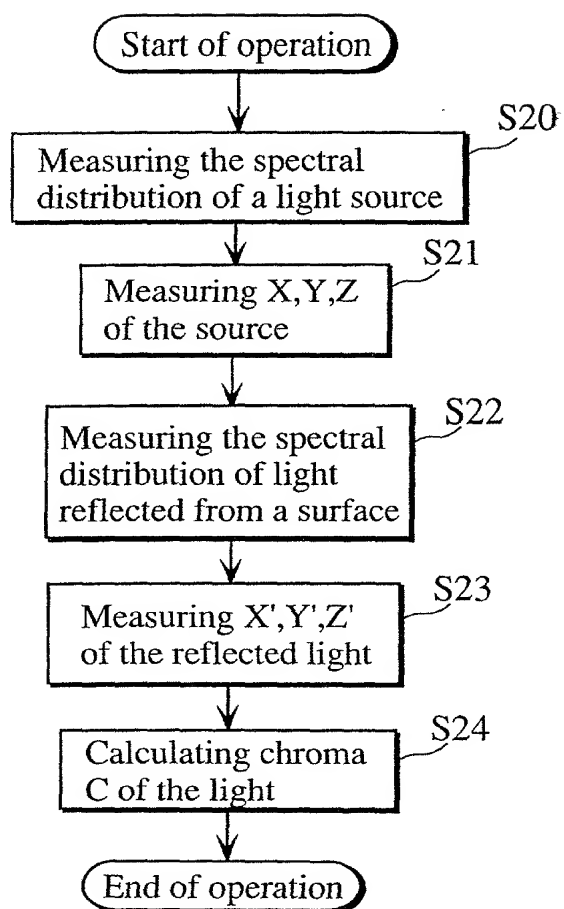 Start of operation
S20
Measuring the spectral
distribution of a light source
S21
Measuring X,Y,Z
of the source
S22
Measuring the spectral
distribution of light
reflected from a surface
S23
Measuring X',Y',Z'
of the reflected light
S24
Calculating chroma
C of the light
End of operation